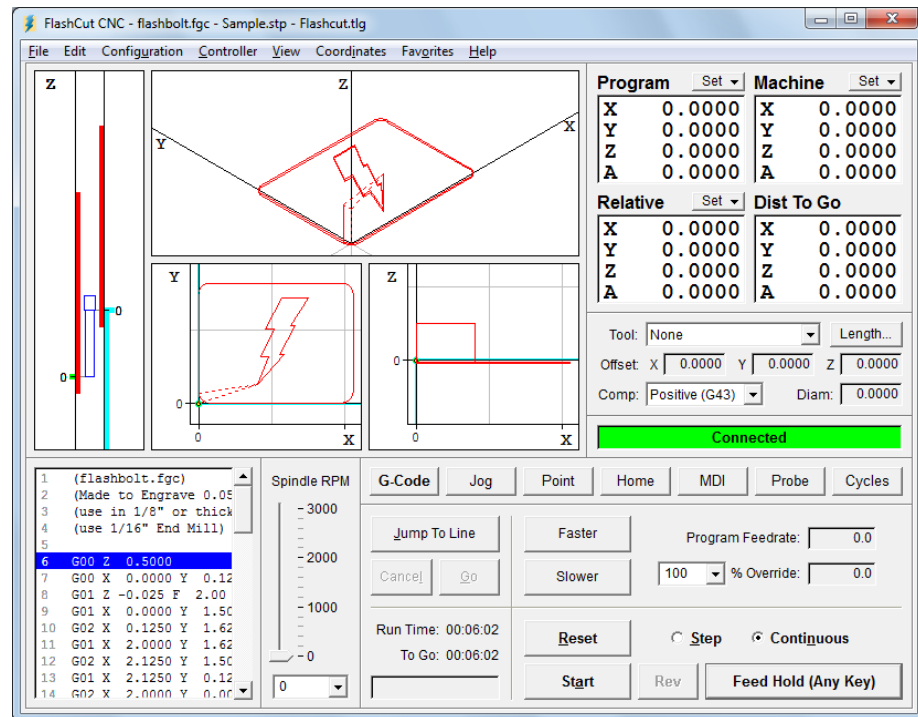 FlashCut CNC - flashbolt.fgc - Sample.stp - Flashcut.tlg
File Edit Configuration Controller View Coordinates Favorites Help
Z
0
0
Z
Y
X
Y
0
0
X
Z
0
0
X
Program Set Machine Set
X 0.0000 X 0.0000
Y 0.0000 Y 0.0000
Z 0.0000 Z 0.0000
A 0.0000 A 0.0000
Relative Set Dist To Go
X 0.0000 X 0.0000
Y 0.0000 Y 0.0000
Z 0.0000 Z 0.0000
A 0.0000 A 0.0000
Tool: None Length...
Offset: X 0.0000 Y 0.0000 Z 0.0000
Comp: Positive (G43) Diam: 0.0000
Connected
1 (flashbolt.fgc)
2 (Made to Engrave 0.05
3 (use in 1/8" or thick
4 (use 1/16" End Mill)
5
6 G00 Z 0.5000
7 G00 X 0.0000 Y 0.12
8 G01 Z -0.025 F 2.00
9 G01 X 0.0000 Y 1.50
10 G02 X 0.1250 Y 1.62
11 G01 X 2.0000 Y 1.62
12 G02 X 2.1250 Y 1.50
13 G01 X 2.1250 Y 0.12
14 G02 X 2.0000 Y 0.00
Spindle RPM
3000
2000
1000
0
0
G-Code Jog Point Home MDI Probe Cycles
Jump To Line Faster Program Feedrate: 0.0
Cancel Go Slower 100 % Override: 0.0
Run Time: 00:06:02
To Go: 00:06:02
Reset Step Continuous
Start Rev Feed Hold (Any Key)